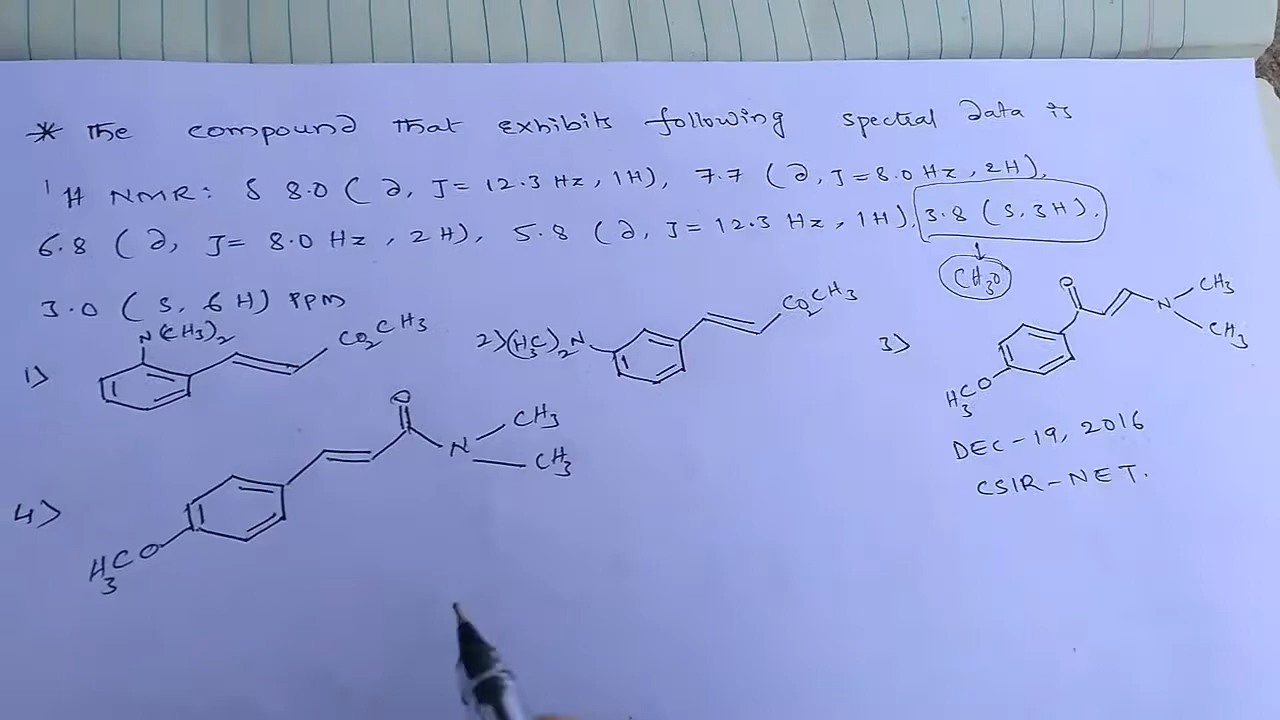 * The compound that exhibits following spectral data is
¹H NMR: δ 8.0 (d, J= 12.3 Hz, 1H), 7.7 (d, J=8.0 Hz, 2H),
6.8 (d, J= 8.0 Hz, 2H), 5.8 (d, J= 12.3 Hz, 1H), 3.8 (s, 3H),
CH₃O
3.0 (s, 6H) ppm
1) N(CH₃)₂ CO₂CH₃
2) (H₃C)₂N CO₂CH₃
3) O N CH₃ CH₃ H₃CO
4) O N CH₃ CH₃ H₃CO
DEC-19, 2016
CSIR-NET.